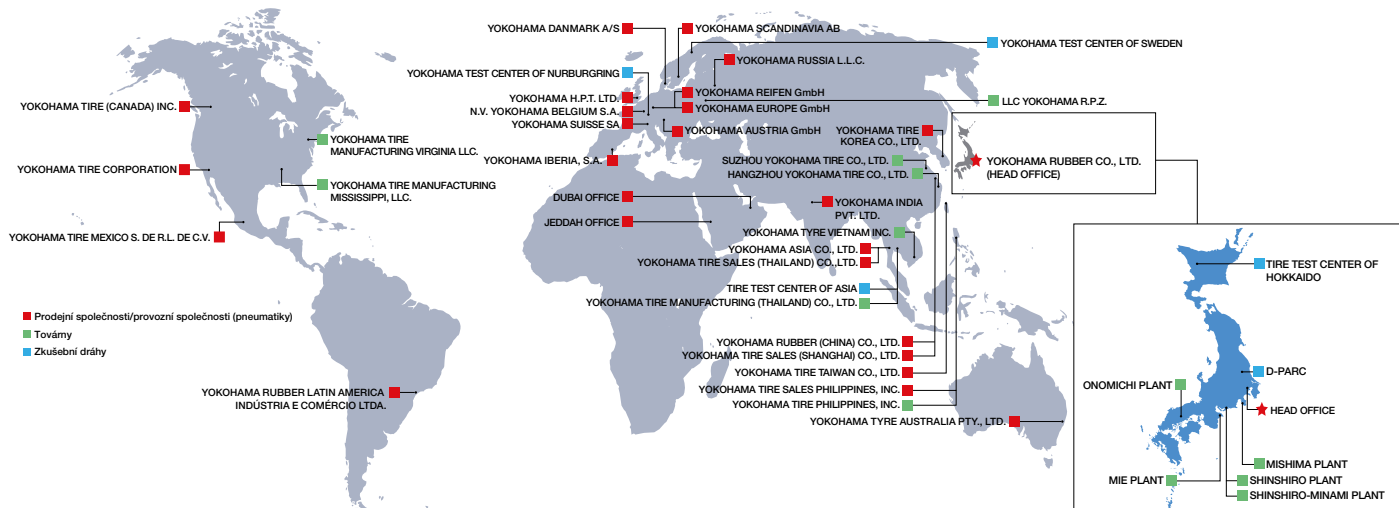 YOKOHAMA DANMARK A/S
YOKOHAMA SCANDINAVIA AB
YOKOHAMA TEST CENTER OF SWEDEN
YOKOHAMA TEST CENTER OF NURBURGRING
YOKOHAMA RUSSIA L.L.C.
YOKOHAMA TIRE (CANADA) INC.
YOKOHAMA H.P.T. LTD.
YOKOHAMA REIFEN GmbH
LLC YOKOHAMA R.P.Z.
N.V. YOKOHAMA BELGIUM S.A.
YOKOHAMA EUROPE GmbH
YOKOHAMA SUISSE SA
YOKOHAMA AUSTRIA GmbH
YOKOHAMA TIRE
KOREA CO., LTD.
YOKOHAMA TIRE
MANUFACTURING VIRGINIA LLC.
YOKOHAMA IBERIA, S.A.
SUZHOU YOKOHAMA TIRE CO., LTD.
HANGZHOU YOKOHAMA TIRE CO., LTD.
YOKOHAMA RUBBER CO., LTD.
(HEAD OFFICE)
YOKOHAMA TIRE CORPORATION
YOKOHAMA TIRE MANUFACTURING
MISSISSIPPI, LLC.
DUBAI OFFICE
YOKOHAMA INDIA
PVT. LTD.
JEDDAH OFFICE
YOKOHAMA TIRE MEXICO S. DE R.L. DE C.V.
YOKOHAMA TYRE VIETNAM INC.
YOKOHAMA ASIA CO., LTD.
YOKOHAMA TIRE SALES (THAILAND) CO.,LTD.
TIRE TEST CENTER OF
HOKKAIDO
TIRE TEST CENTER OF ASIA
YOKOHAMA TIRE MANUFACTURING (THAILAND) CO., LTD.
Prodejní společnosti/provozní společnosti (pneumatiky)
Továrny
Zkušební dráhy
YOKOHAMA RUBBER (CHINA) CO., LTD.
YOKOHAMA TIRE SALES (SHANGHAI) CO., LTD.
YOKOHAMA TIRE TAIWAN CO., LTD.
D-PARC
YOKOHAMA RUBBER LATIN AMERICA
INDÚSTRIA E COMÉRCIO LTDA.
YOKOHAMA TIRE SALES PHILIPPINES, INC.
YOKOHAMA TIRE PHILIPPINES, INC.
ONOMICHI PLANT
HEAD OFFICE
YOKOHAMA TYRE AUSTRALIA PTY., LTD.
MISHIMA PLANT
MIE PLANT
SHINSHIRO PLANT
SHINSHIRO-MINAMI PLANT